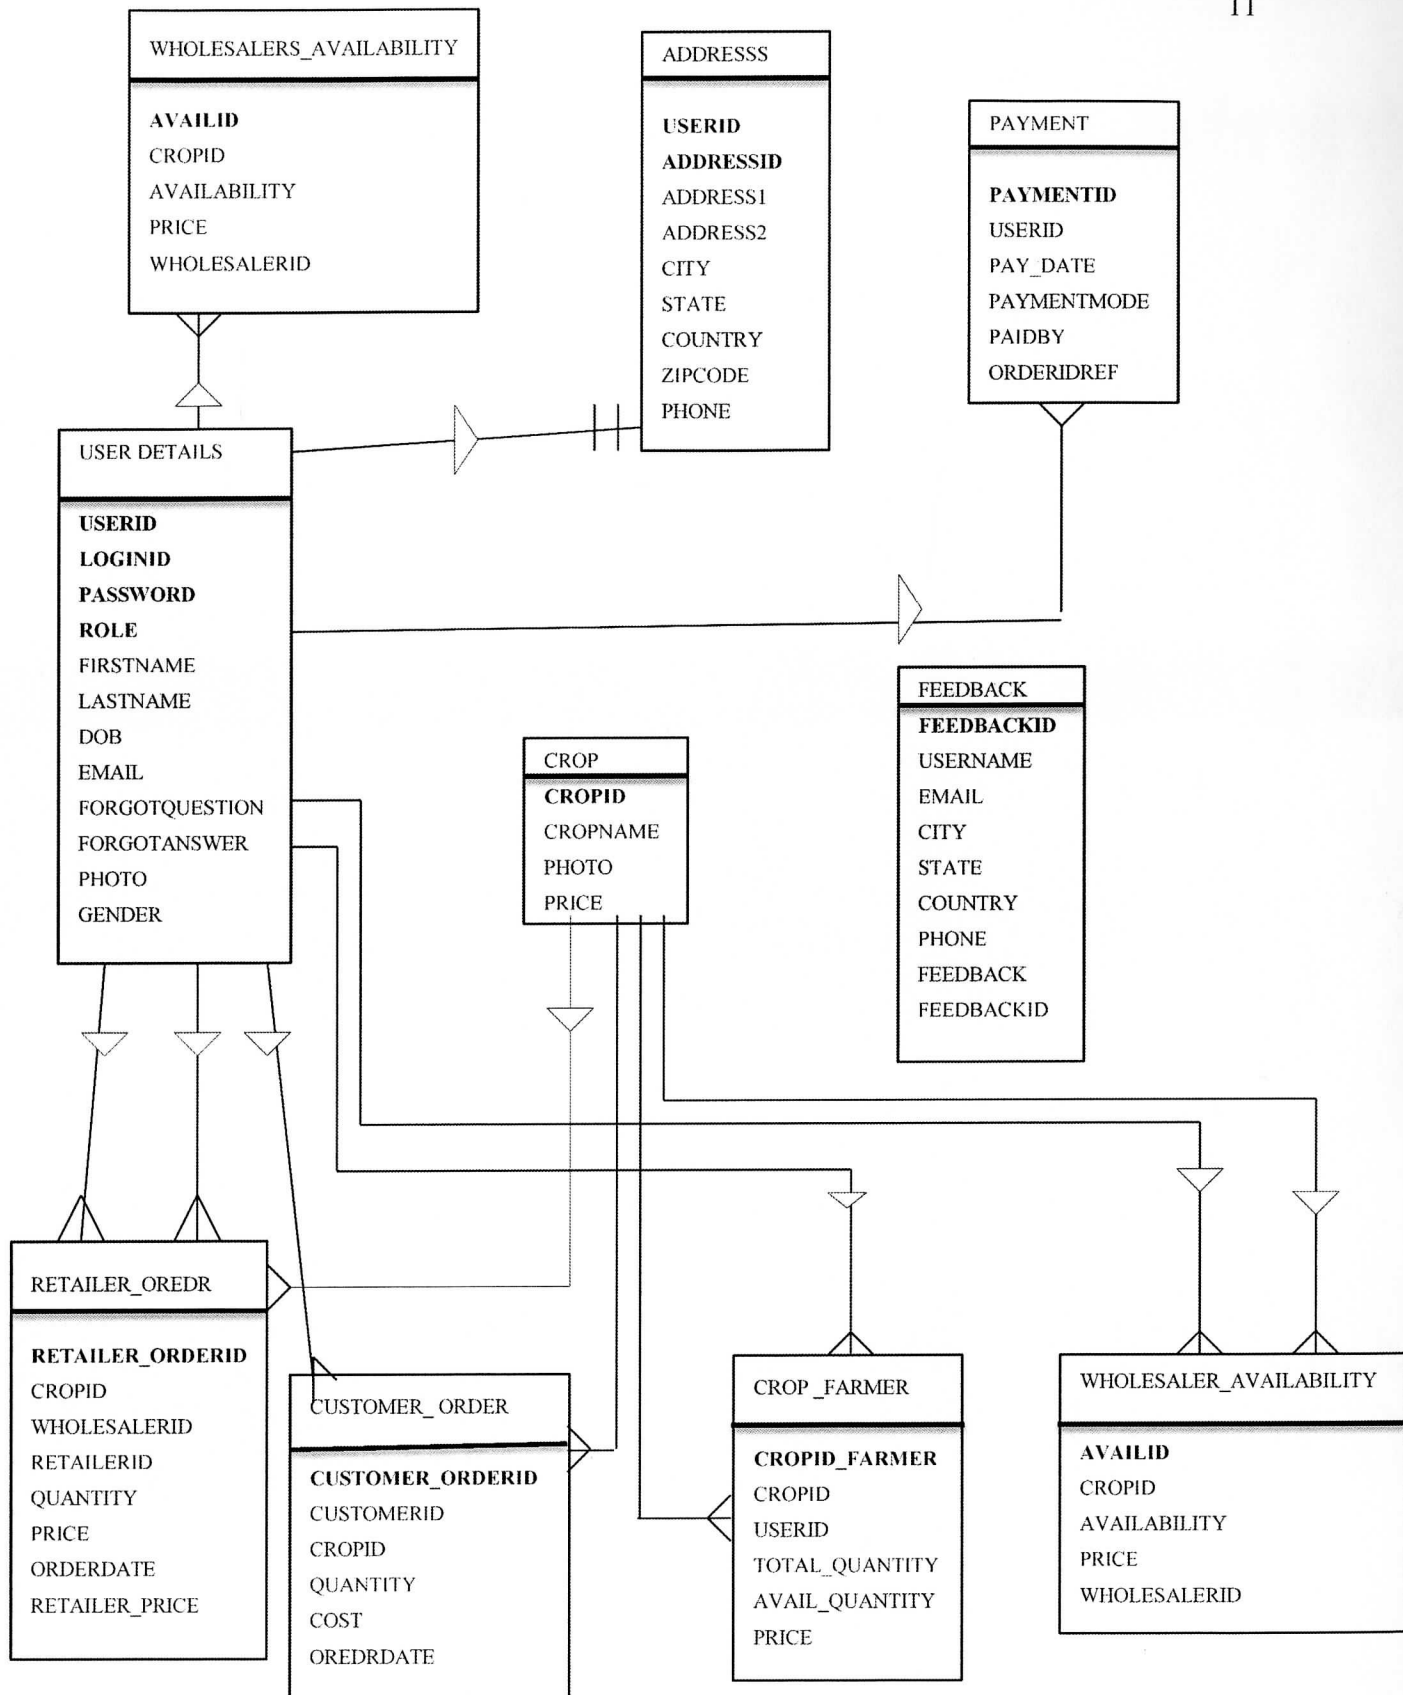 11
WHOLESALERS_AVAILABILITY
AVAILID
CROPID
AVAILABILITY
PRICE
WHOLESALERID
ADDRESSS
USERID
ADDRESSID
ADDRESS1
ADDRESS2
CITY
STATE
COUNTRY
ZIPCODE
PHONE
PAYMENT
PAYMENTID
USERID
PAY_DATE
PAYMENTMODE
PAIDBY
ORDERIDREF
USER DETAILS
USERID
LOGINID
PASSWORD
ROLE
FIRSTNAME
LASTNAME
DOB
EMAIL
FORGOTQUESTION
FORGOTANSWER
PHOTO
GENDER
CROP
CROPID
CROPNAME
PHOTO
PRICE
FEEDBACK
FEEDBACKID
USERNAME
EMAIL
CITY
STATE
COUNTRY
PHONE
FEEDBACK
FEEDBACKID
RETAILER_OREDR
RETAILER_ORDERID
CROPID
WHOLESALERID
RETAILERID
QUANTITY
PRICE
ORDERDATE
RETAILER_PRICE
CUSTOMER_ ORDER
CUSTOMER_ORDERID
CUSTOMERID
CROPID
QUANTITY
COST
OREDRDATE
CROP _FARMER
CROPID_FARMER
CROPID
USERID
TOTAL_QUANTITY
AVAIL_QUANTITY
PRICE
WHOLESALER_AVAILABILITY
AVAILID
CROPID
AVAILABILITY
PRICE
WHOLESALERID